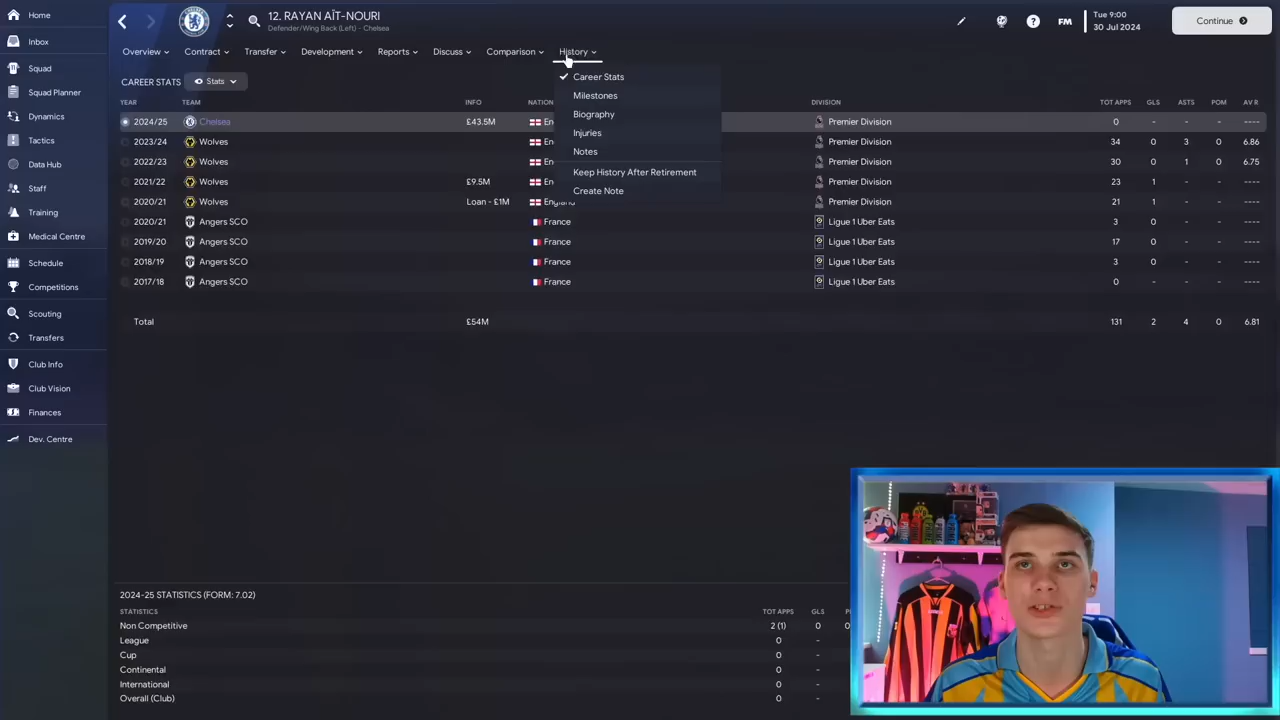 12. RAYAN AÏT-NOURI
Defender/Wing Back (Left) - Chelsea
FM
Tue 9:00
30 Jul 2024
Continue
Home
Inbox
Squad
Squad Planner
Dynamics
Tactics
Data Hub
Staff
Training
Medical Centre
Schedule
Competitions
Scouting
Transfers
Club Info
Club Vision
Finances
Dev. Centre
Overview Contract Transfer Development Reports Discuss Comparison History
Career Stats
Milestones
Biography
Injuries
Notes
Keep History After Retirement
Create Note
CAREER STATS Stats
YEAR TEAM INFO NATION DIVISION TOT APPS GLS ASTS POM AV R
2024/25 Chelsea £43.5M En Premier Division 0 - - - ----
2023/24 Wolves En Premier Division 34 0 3 0 6.86
2022/23 Wolves En Premier Division 30 0 1 0 6.75
2021/22 Wolves £9.5M En Premier Division 23 1 - - ----
2020/21 Wolves Loan - £1M England Premier Division 21 1 - - ----
2020/21 Angers SCO France Ligue 1 Uber Eats 3 0 - - ----
2019/20 Angers SCO France Ligue 1 Uber Eats 17 0 - - ----
2018/19 Angers SCO France Ligue 1 Uber Eats 3 0 - - ----
2017/18 Angers SCO France Ligue 1 Uber Eats 0 0 - - ----
Total £54M 131 2 4 0 6.81
2024-25 STATISTICS (FORM: 7.02)
STATISTICS TOT APPS GLS
Non Competitive 2 (1) 0 0
League 0 -
Cup 0 -
Continental 0 -
International 0 -
Overall (Club) 0 -